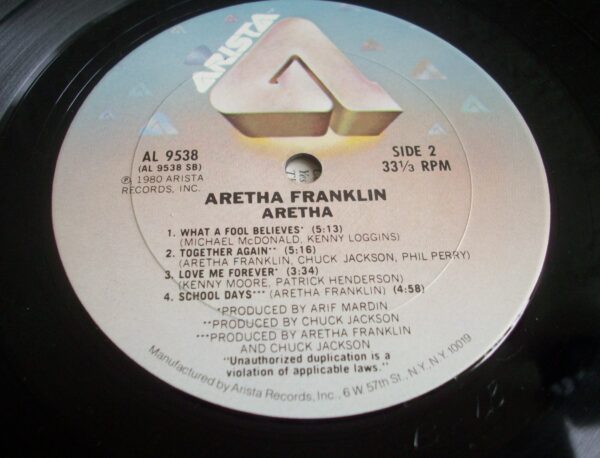 ARISTA
AL 9538
(AL 9538 SB)
℗ 1980 ARISTA
RECORDS, INC.
SIDE 2
33 1/3 RPM
ARETHA FRANKLIN
ARETHA
1. WHAT A FOOL BELIEVES* (5:13)
(MICHAEL McDONALD, KENNY LOGGINS)
2. TOGETHER AGAIN** (5:16)
(ARETHA FRANKLIN, CHUCK JACKSON, PHIL PERRY)
3. LOVE ME FOREVER* (3:34)
(KENNY MOORE, PATRICK HENDERSON)
4. SCHOOL DAYS*** (ARETHA FRANKLIN) (4:58)
*PRODUCED BY ARIF MARDIN
**PRODUCED BY CHUCK JACKSON
***PRODUCED BY ARETHA FRANKLIN
AND CHUCK JACKSON
"Unauthorized duplication is a
violation of applicable laws."
Manufactured by Arista Records, Inc., 6 W. 57th St., N.Y., N.Y. 10019